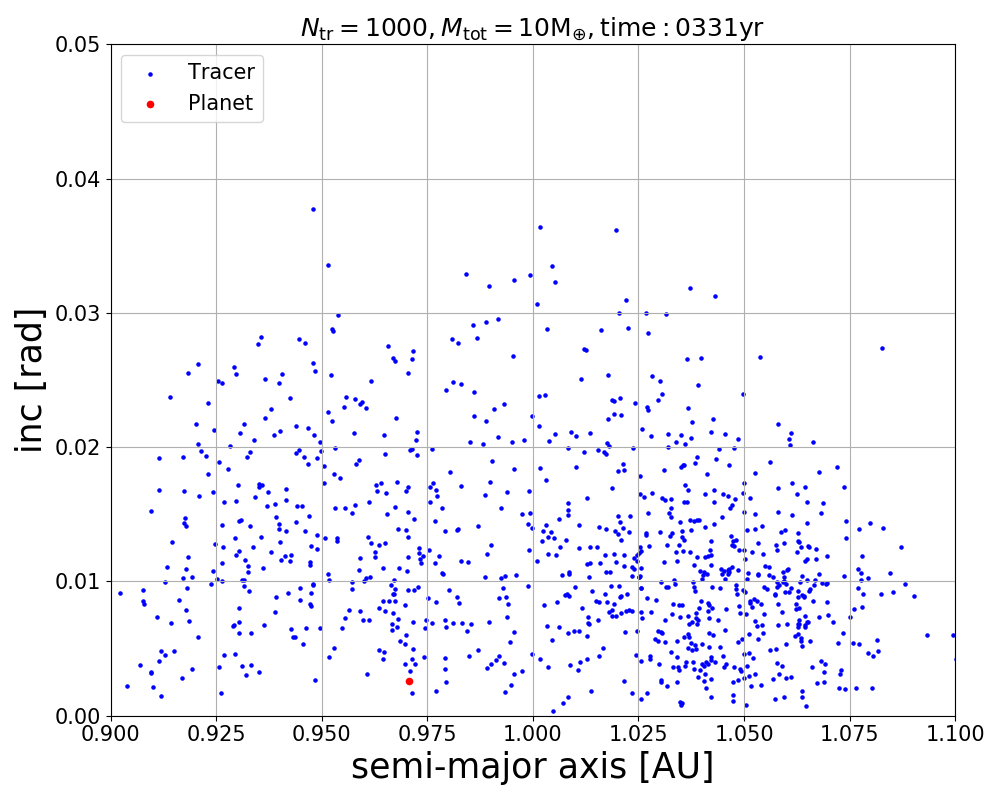 N_tr = 1000, M_tot = 10M_⊕, time : 0331yr
0.05
Tracer
Planet
0.04
0.03
inc [rad]
0.02
0.01
0.00
0.900 0.925 0.950 0.975 1.000 1.025 1.050 1.075 1.100
semi-major axis [AU]